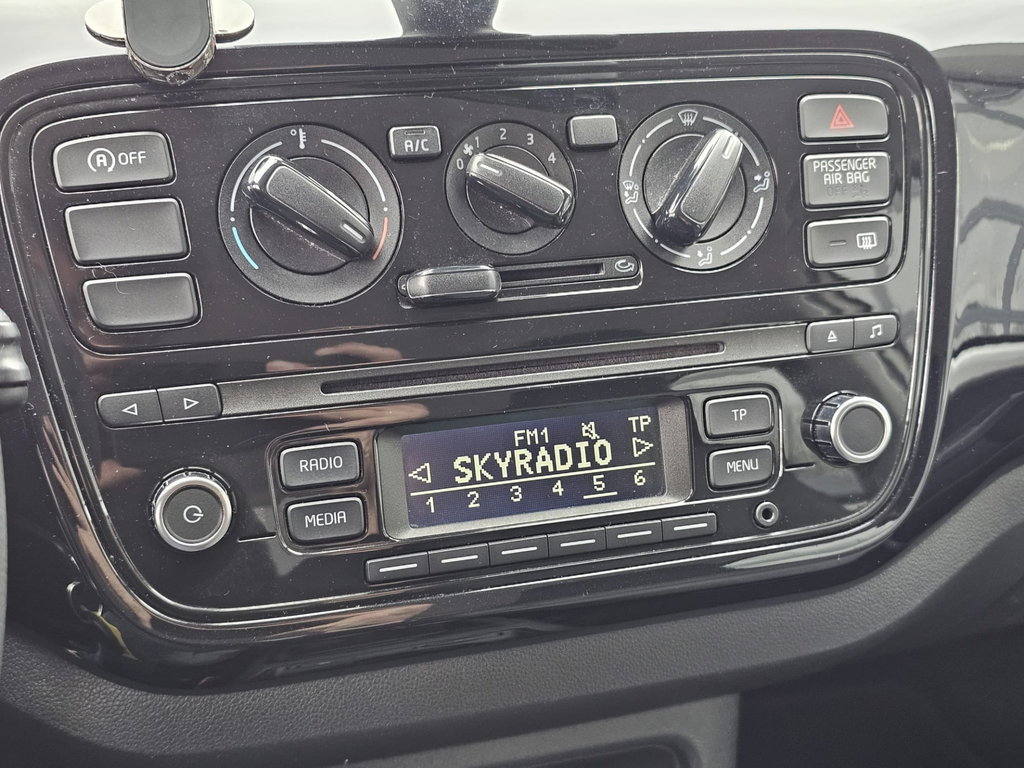 OFF
A/C
0 1 2 3 4
PASSENGER
AIR BAG
RADIO
MEDIA
FM1 TP
SKYRADIO
1 2 3 4 5 6
TP
MENU